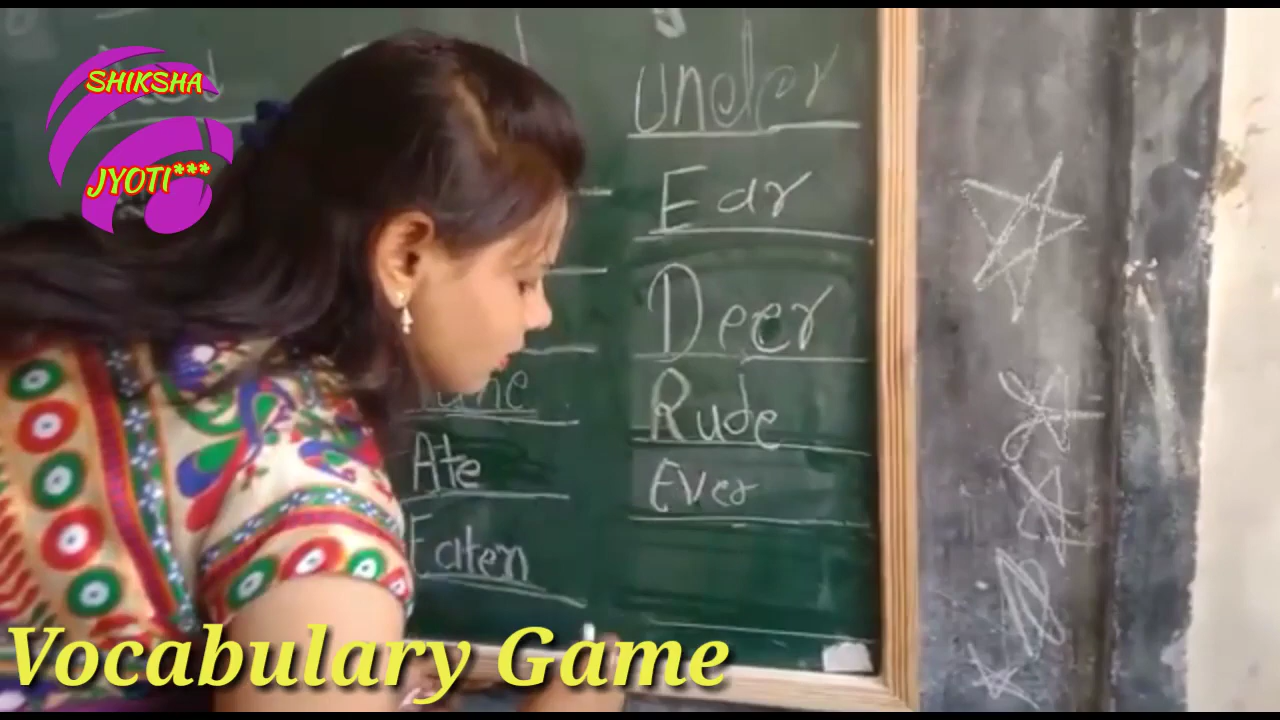 SHIKSHA
JYOTI***
Under
Ear
Deer
Rude
Ever
Ate
Eaten
Vocabulary Game